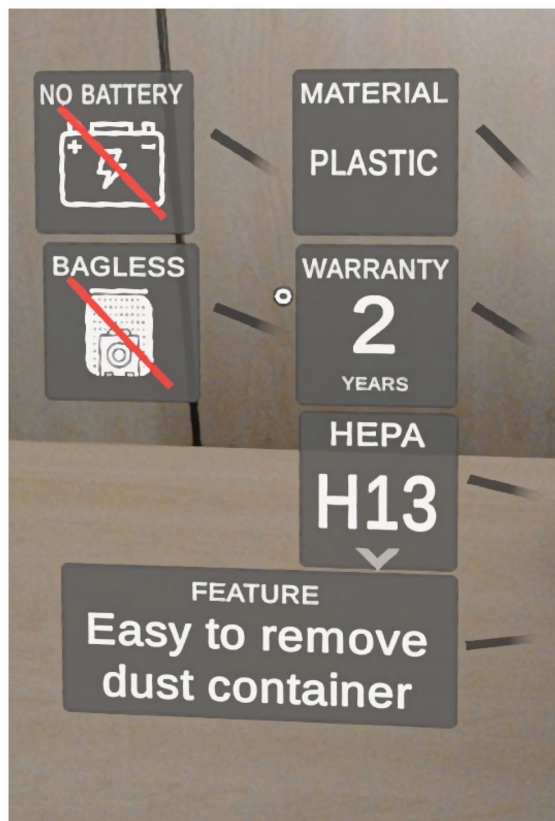 NO BATTERY
MATERIAL
PLASTIC
BAGLESS
WARRANTY
2
YEARS
HEPA
H13
FEATURE
Easy to remove
dust container